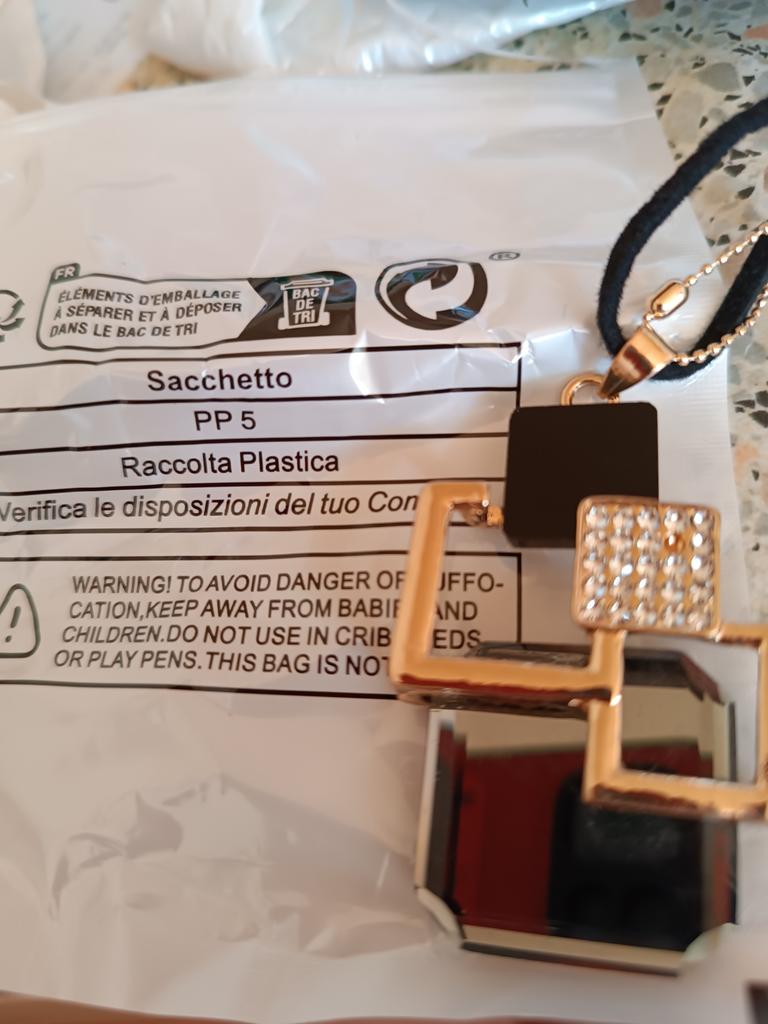 FR
ÉLÉMENTS D'EMBALLAGE
À SÉPARER ET À DÉPOSER
DANS LE BAC DE TRI
BAC
DE
TRI
®
Sacchetto
PP 5
Raccolta Plastica
Verifica le disposizioni del tuo
WARNING! TO AVOID DANGER OF
CATION,KEEP AWAY FROM AND
CHILDREN.DO NOT USE IN
OR PLAY PENS.THIS BAG IS